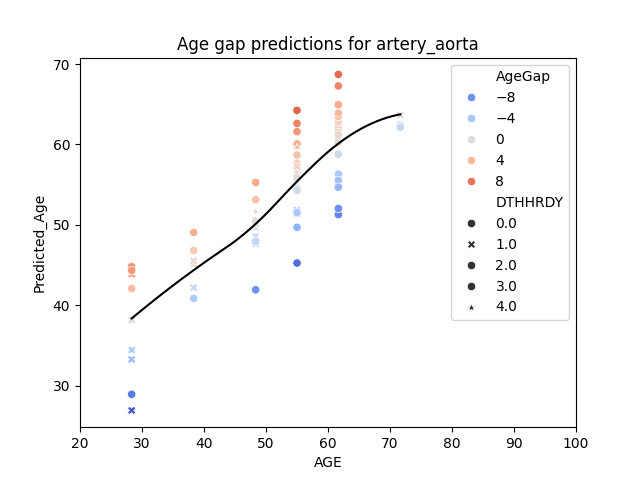 Age gap predictions for artery_aorta
Predicted_Age
70
60
50
40
30
20 30 40 50 60 70 80 90 100
AGE
AgeGap
−8
−4
0
4
8
DTHHRDY
0.0
1.0
2.0
3.0
4.0